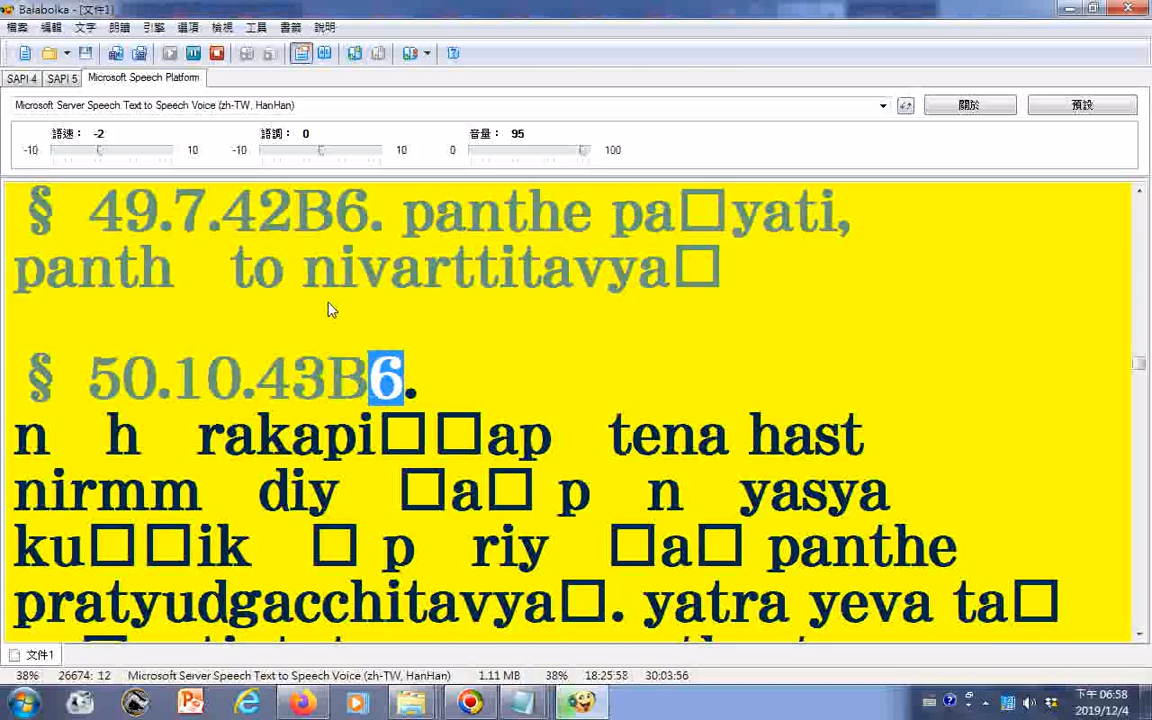 Balabolka - [文件1]
檔案 編輯 文字 朗讀 引擎 選項 檢視 工具 書籤 說明
SAPI 4 SAPI 5 Microsoft Speech Platform
Microsoft Server Speech Text to Speech Voice (zh-TW, HanHan) 關於 預設
語速： -2 語調： 0 音量： 95
-10 10 -10 10 0 100
§ 49.7.42B6. panthe pa□yati,
panth to nivarttitavya□
§ 50.10.43B6.
n h rakapi□□ap tena hast
nirmm diy □a□ p n yasya
ku□□ik □ p riy □a□ panthe
pratyudgacchitavya□. yatra yeva ta□
文件1
38% 26674: 12 Microsoft Server Speech Text to Speech Voice (zh-TW, HanHan) 1.11 MB 38% 18:25:58 30:03:56
下午 06:58
2019/12/4